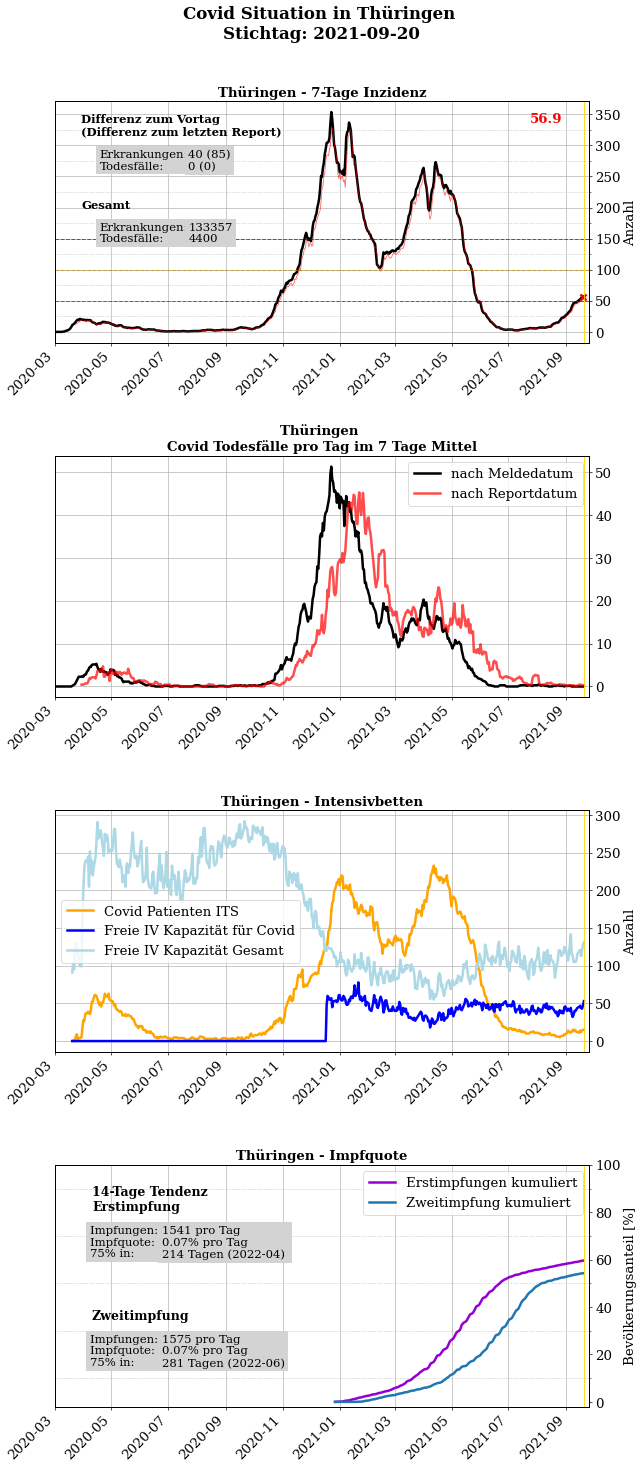 Covid Situation in Thüringen
Stichtag: 2021-09-20
Thüringen - 7-Tage Inzidenz
Differenz zum Vortag
(Differenz zum letzten Report)
Erkrankungen 40 (85)
Todesfälle: 0 (0)
Gesamt
Erkrankungen 133357
Todesfälle: 4400
56.9
350
300
250
200
150
100
50
0
Anzahl
2020-03
2020-05
2020-07
2020-09
2020-11
2021-01
2021-03
2021-05
2021-07
2021-09
Thüringen
Covid Todesfälle pro Tag im 7 Tage Mittel
nach Meldedatum
nach Reportdatum
50
40
30
20
10
0
2020-03
2020-05
2020-07
2020-09
2020-11
2021-01
2021-03
2021-05
2021-07
2021-09
Thüringen - Intensivbetten
Covid Patienten ITS
Freie IV Kapazität für Covid
Freie IV Kapazität Gesamt
300
250
200
150
100
50
0
Anzahl
2020-03
2020-05
2020-07
2020-09
2020-11
2021-01
2021-03
2021-05
2021-07
2021-09
Thüringen - Impfquote
14-Tage Tendenz
Erstimpfung
Impfungen: 1541 pro Tag
Impfquote: 0.07% pro Tag
75% in: 214 Tagen (2022-04)
Zweitimpfung
Impfungen: 1575 pro Tag
Impfquote: 0.07% pro Tag
75% in: 281 Tagen (2022-06)
Erstimpfungen kumuliert
Zweitimpfung kumuliert
100
80
60
40
20
0
Bevölkerungsanteil [%]
2020-03
2020-05
2020-07
2020-09
2020-11
2021-01
2021-03
2021-05
2021-07
2021-09